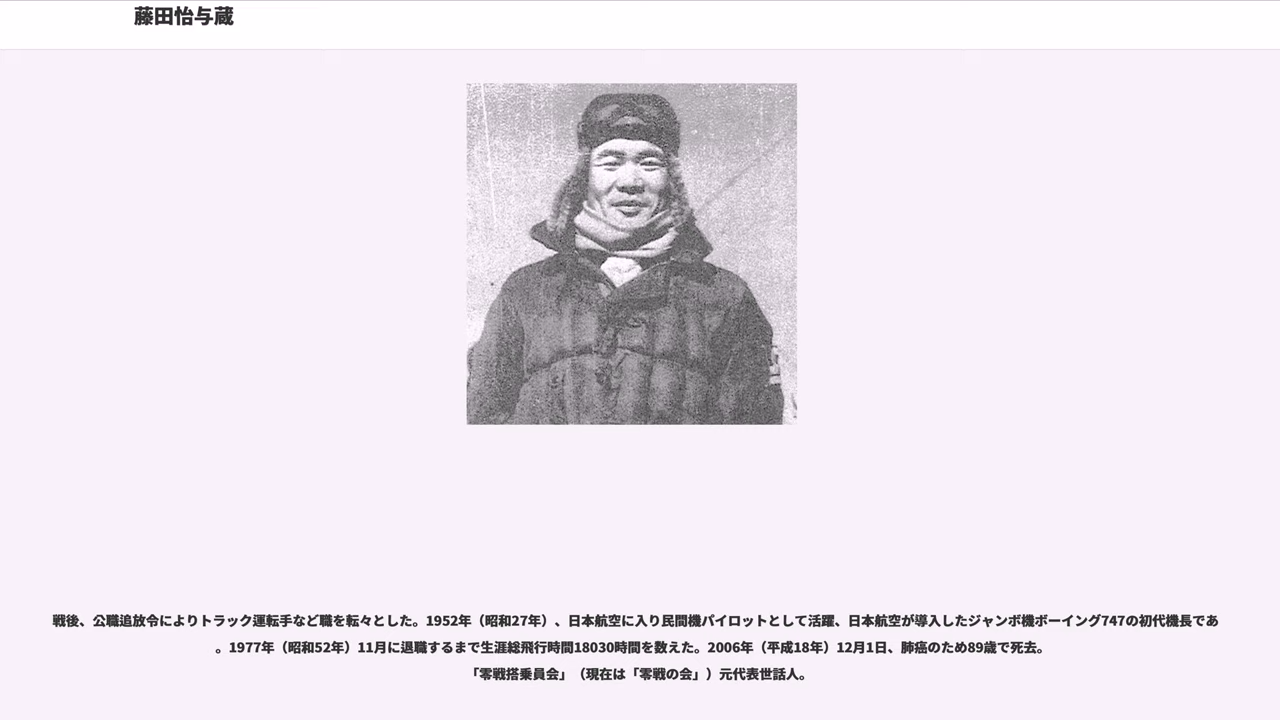 藤田怡与蔵
戦後、公職追放令によりトラック運転手など職を転々とした。1952年（昭和27年）、日本航空に入り民間機パイロットとして活躍、日本航空が導入したジャンボ機ボーイング747の初代機長であ
。1977年（昭和52年）11月に退職するまで生涯総飛行時間18030時間を数えた。2006年（平成18年）12月1日、肺癌のため89歳で死去。
「零戦搭乗員会」（現在は「零戦の会」）元代表世話人。